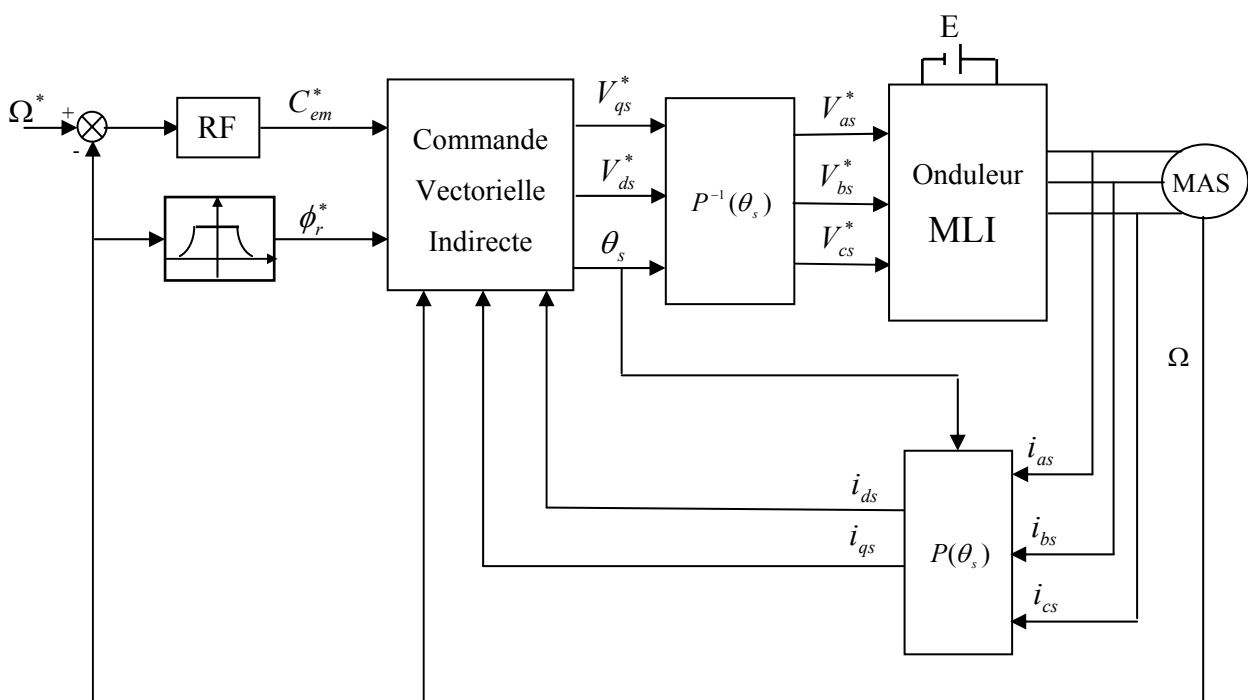 E
Ω*
+
-
RF
C*em
ϕ*r
Commande
Vectorielle
Indirecte
V*qs
V*ds
θs
P⁻¹(θs)
V*as
V*bs
V*cs
Onduleur
MLI
MAS
Ω
ias
ibs
ics
P(θs)
ids
iqs